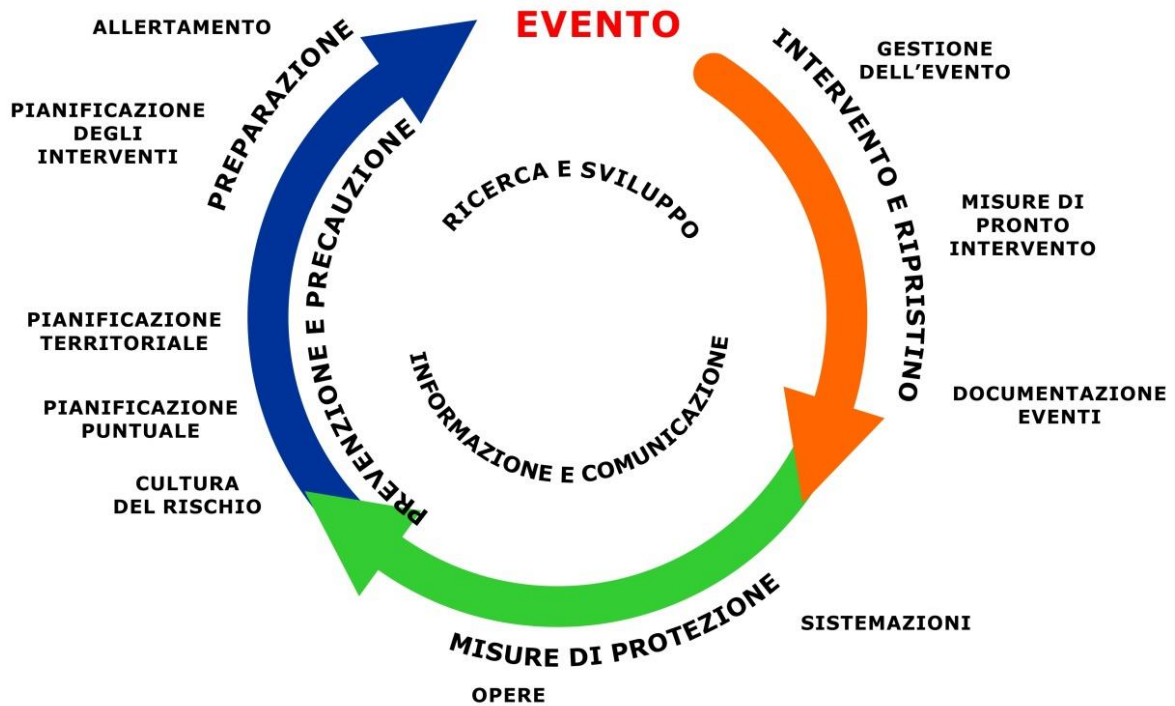 EVENTO
INTERVENTO E RIPRISTINO
GESTIONE
DELL'EVENTO
MISURE DI
PRONTO
INTERVENTO
DOCUMENTAZIONE
EVENTI
MISURE DI PROTEZIONE
SISTEMAZIONI
OPERE
PREVENZIONE E PRECAUZIONE
CULTURA
DEL RISCHIO
PIANIFICAZIONE
PUNTUALE
PIANIFICAZIONE
TERRITORIALE
PREPARAZIONE
PIANIFICAZIONE
DEGLI
INTERVENTI
ALLERTAMENTO
RICERCA E SVILUPPO
INFORMAZIONE E COMUNICAZIONE